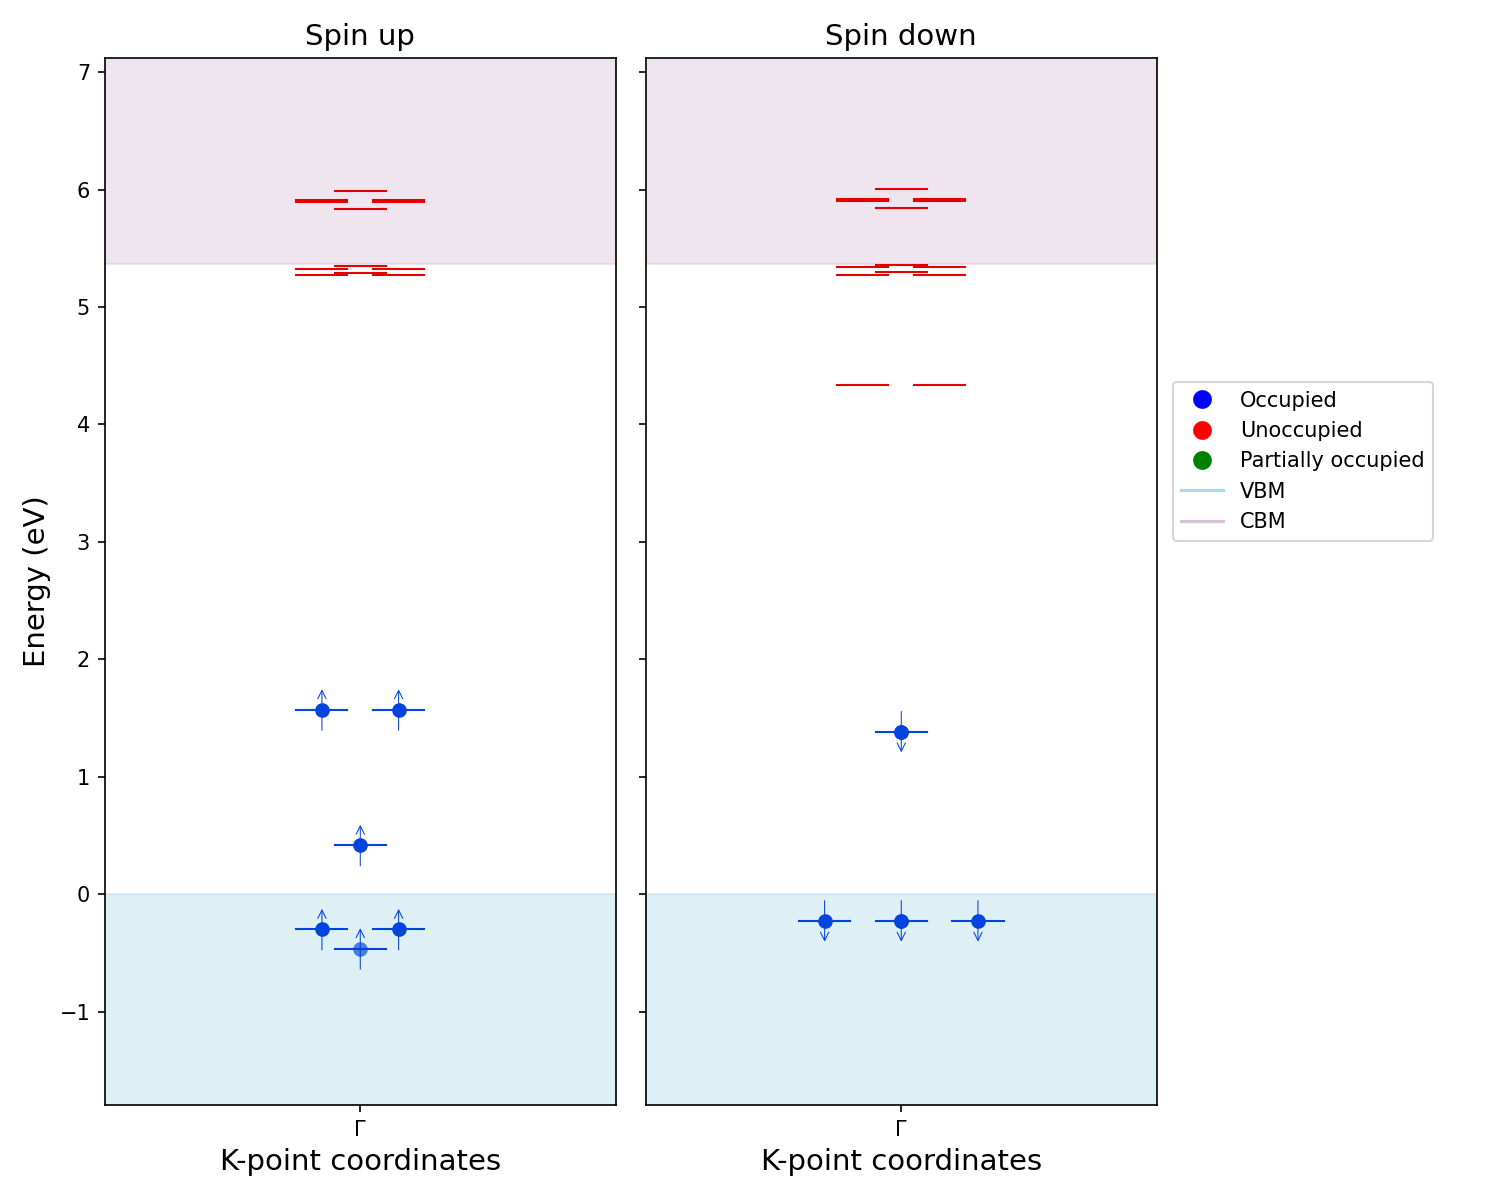 Spin up
Spin down
Energy (eV)
7
6
5
4
3
2
1
0
−1
Γ
Γ
K-point coordinates
K-point coordinates
Occupied
Unoccupied
Partially occupied
VBM
CBM